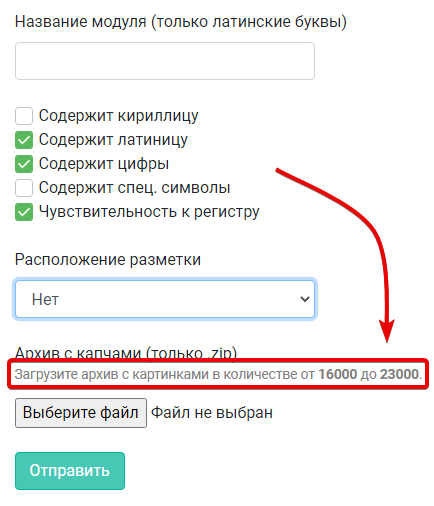 Название модуля (только латинские буквы)
Содержит кириллицу
Содержит латиницу
Содержит цифры
Содержит спец. символы
Чувствительность к регистру
Расположение разметки
Нет
Архив с капчами (только .zip)
Загрузите архив с картинками в количестве от 16000 до 23000.
Выберите файл Файл не выбран
Отправить